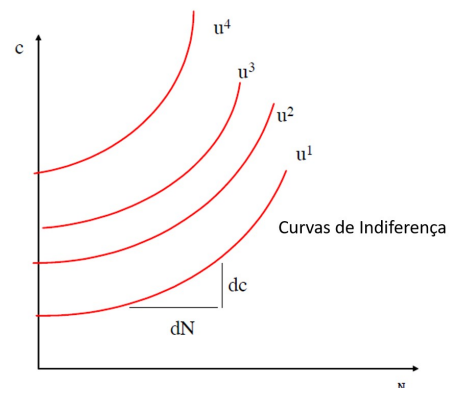 u⁴
c
u³
u²
u¹
Curvas de Indiferença
dc
dN
N